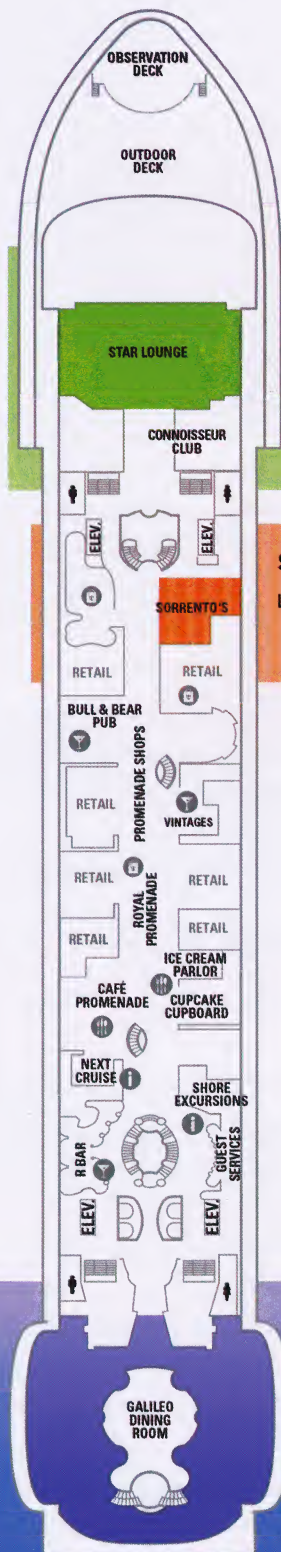 OBSERVATION
DECK
OUTDOOR
DECK
STAR LOUNGE
CONNOISSEUR
CLUB
ELEV.
ELEV.
SORRENTO'S
RETAIL
RETAIL
BULL & BEAR
PUB
PROMENADE SHOPS
RETAIL
VINTAGES
RETAIL
ROYAL
PROMENADE
RETAIL
RETAIL
RETAIL
ICE CREAM
PARLOR
CAFÉ
PROMENADE
CUPCAKE
CUPBOARD
NEXT
CRUISE
SHORE
EXCURSIONS
R BAR
GUEST
SERVICES
ELEV.
ELEV.
GALILEO
DINING
ROOM